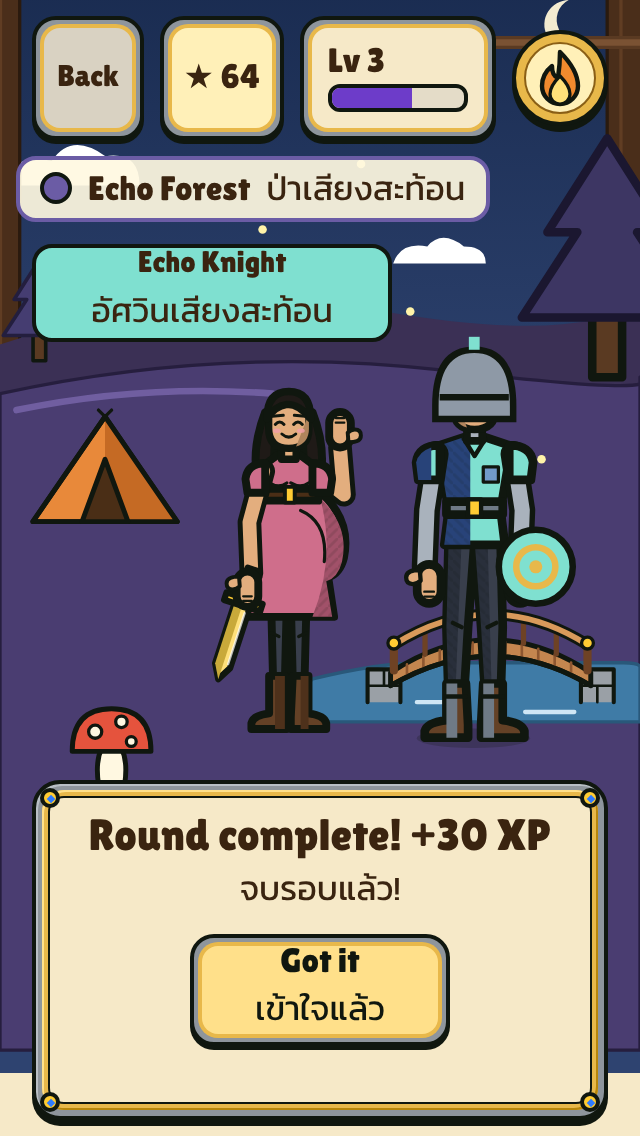 Back
★ 64
Lv 3
Echo Forest ป่าเสียงสะท้อน
Echo Knight
อัศวินเสียงสะท้อน
Round complete! +30 XP
จบรอบแล้ว!
Got it
เข้าใจแล้ว